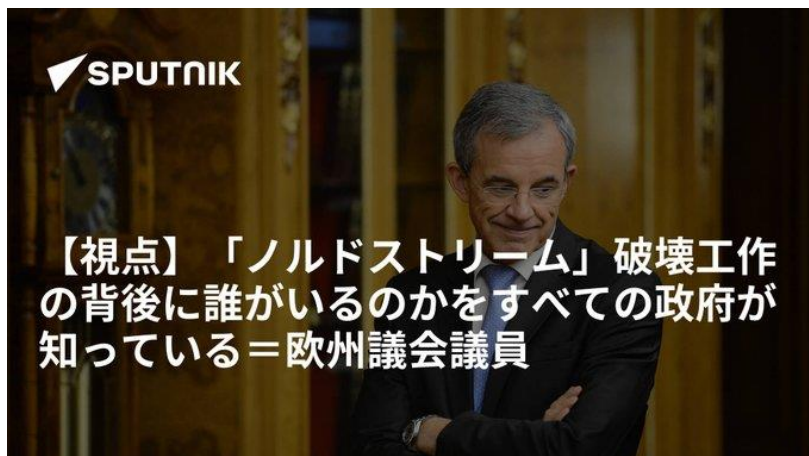 SPUTNIK
【視点】「ノルドストリーム」破壊工作
の背後に誰がいるのかをすべての政府が
知っている＝欧州議会議員